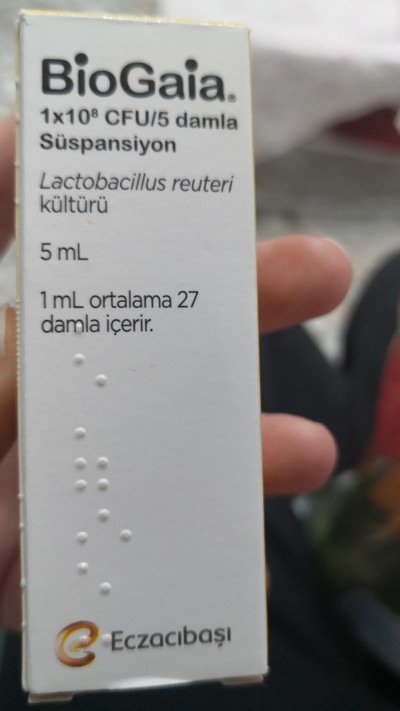 BioGaia®
1x10⁸ CFU/5 damla
Süspansiyon
Lactobacillus reuteri
kültürü
5 mL
1 mL ortalama 27
damla içerir.
Eczacıbaşı